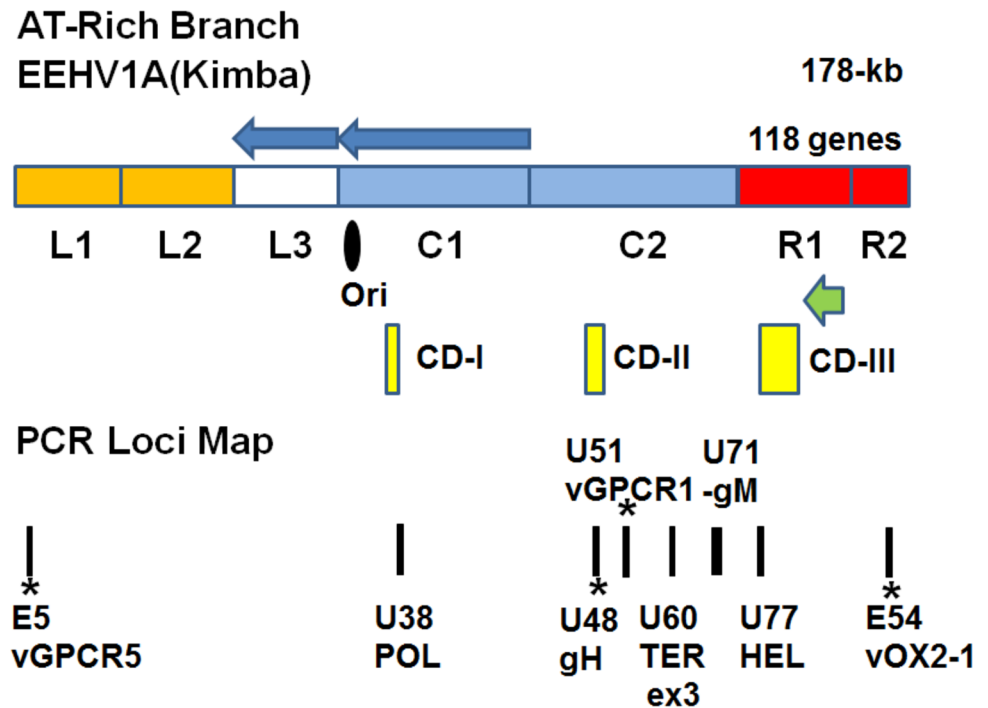 AT-Rich Branch
EEHV1A(Kimba)
178-kb
118 genes
L1 L2 L3 C1 C2 R1 R2
Ori
CD-I CD-II CD-III
PCR Loci Map
U51 U71
vGPCR1 -gM
*
* * *
E5 U38 U48 U60 U77 E54
vGPCR5 POL gH TER HEL vOX2-1
ex3